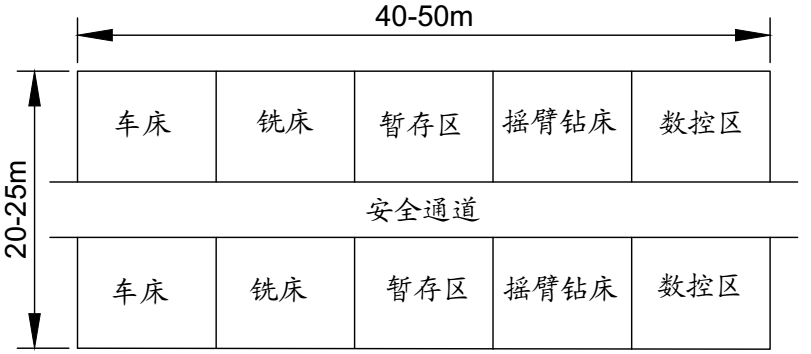 40-50m
20-25m
车床 铣床 暂存区 摇臂钻床 数控区
安全通道
车床 铣床 暂存区 摇臂钻床 数控区